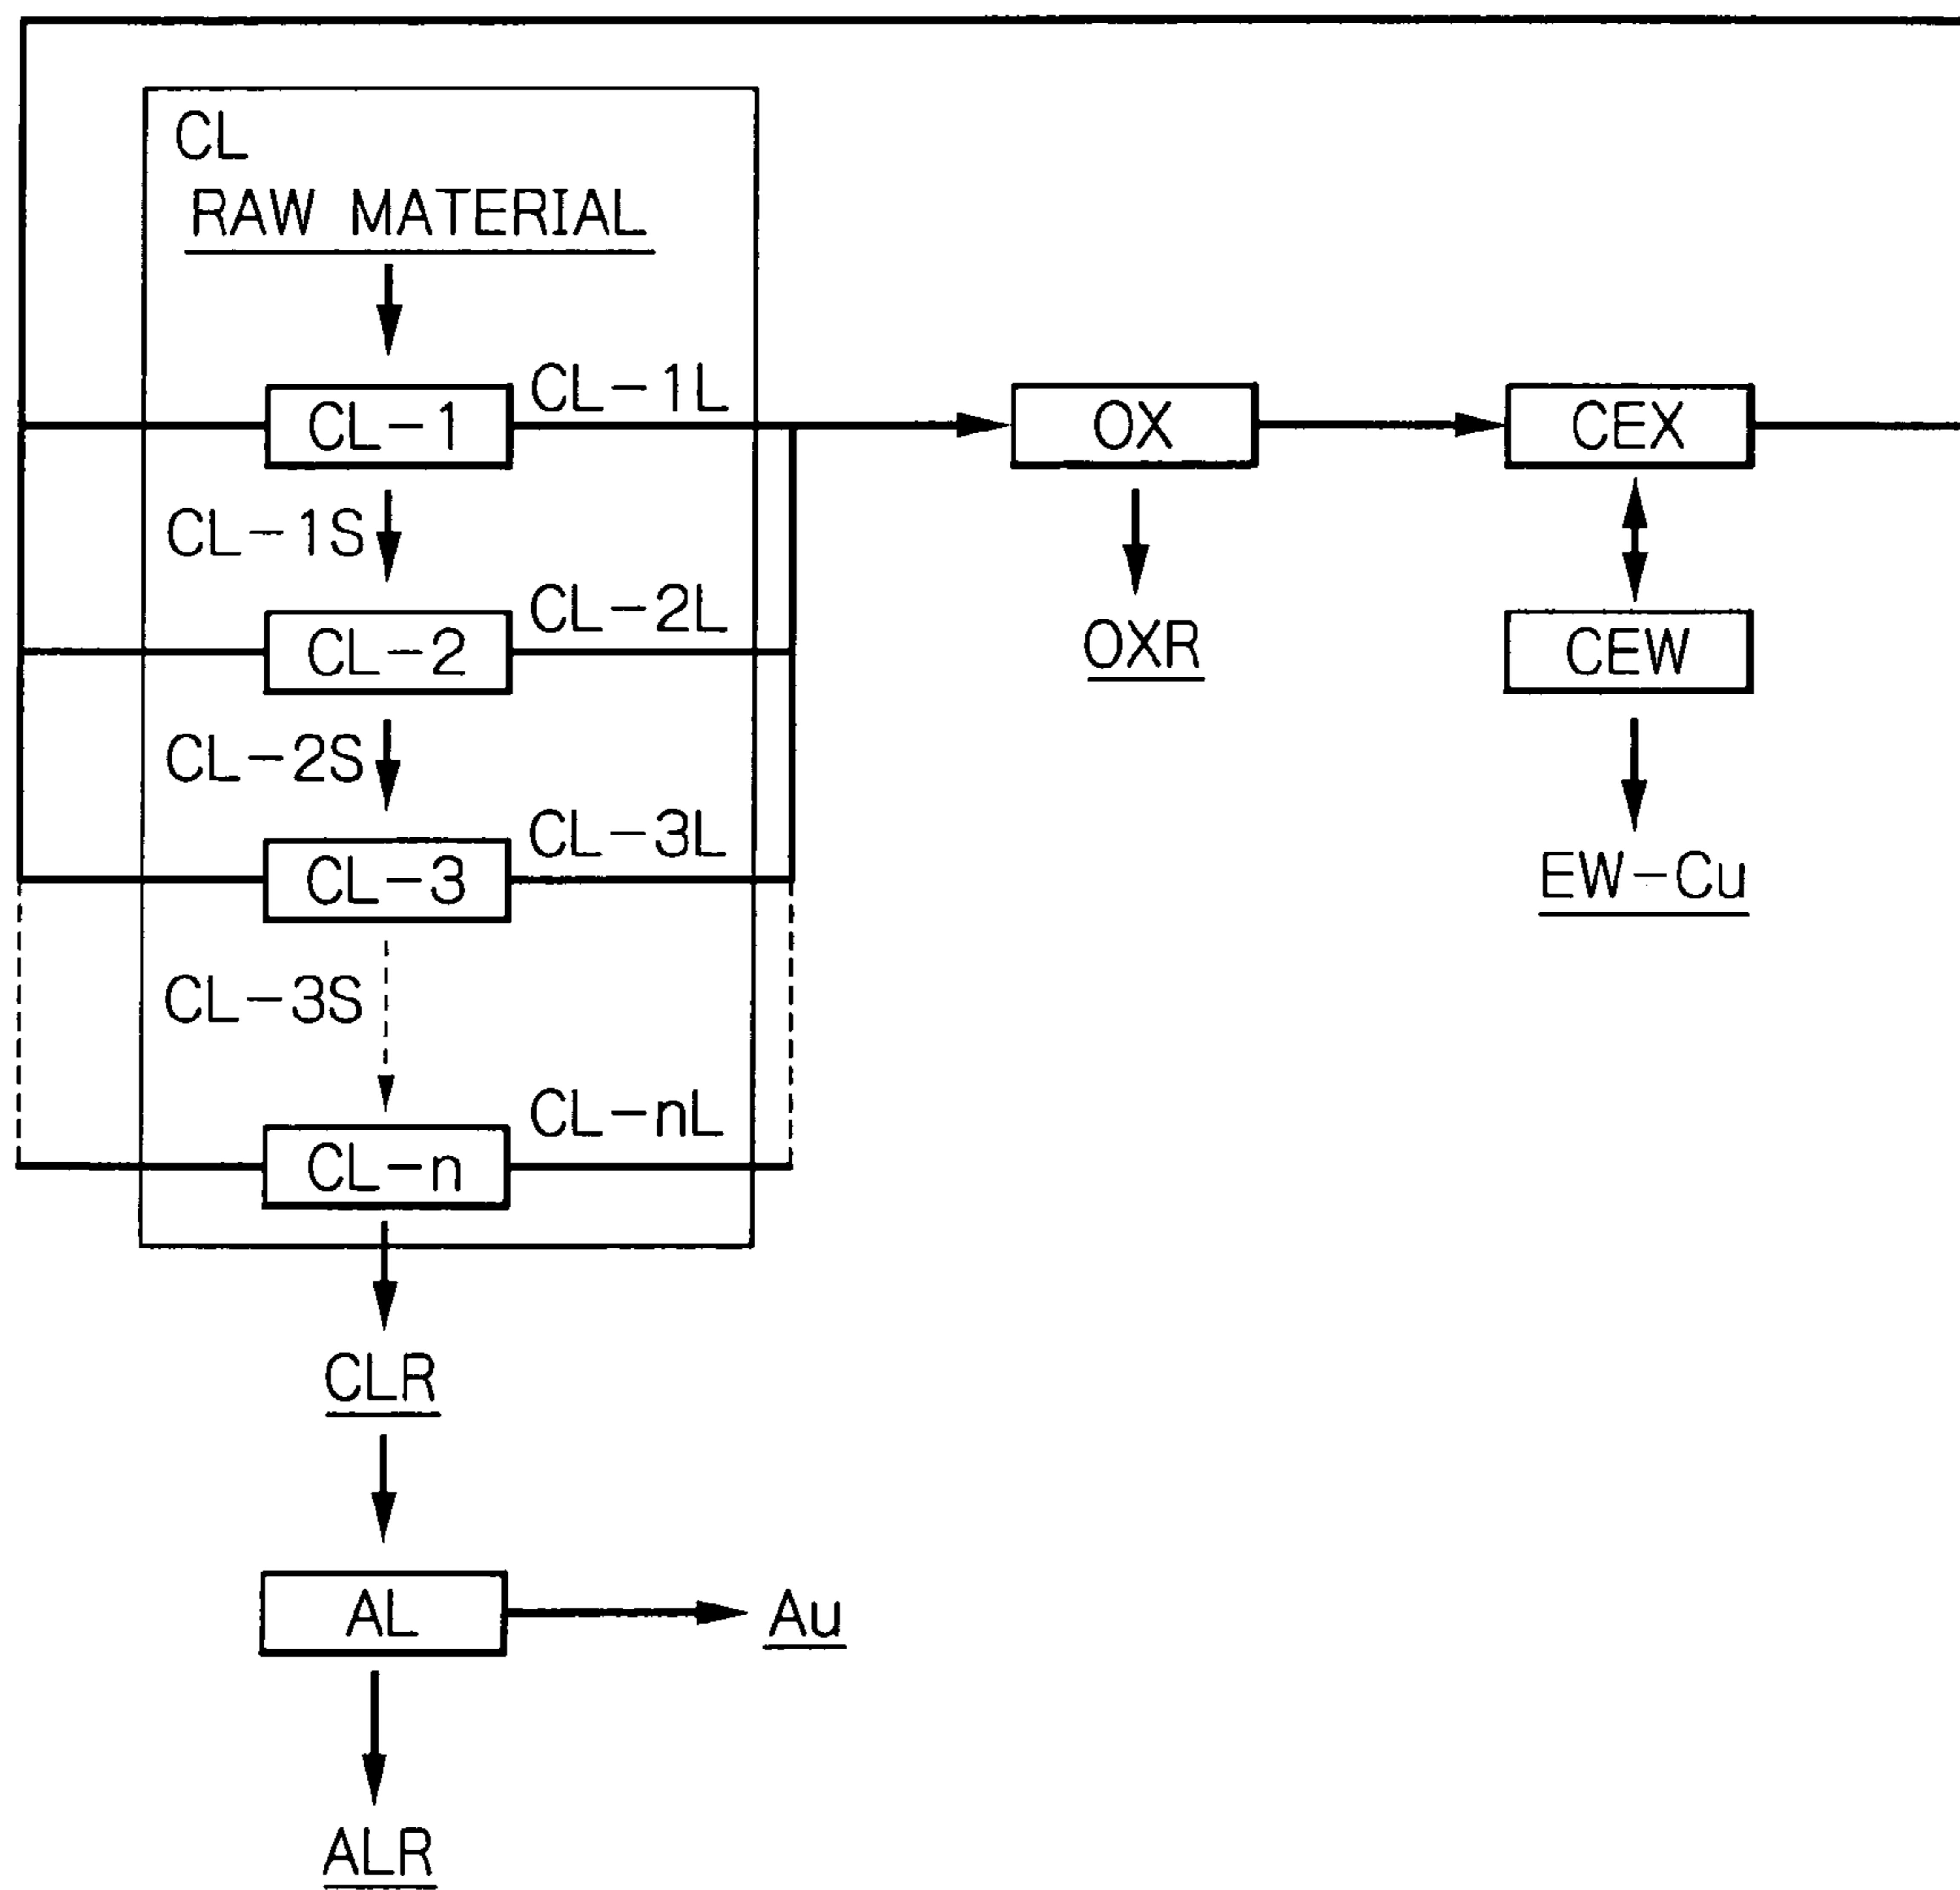 CL
RAW MATERIAL
CL-1
CL-1L
OX
CEX
CL-1S
CL-2
CL-2L
OXR
CEW
CL-2S
CL-3
CL-3L
EW-Cu
CL-3S
CL-n
CL-nL
CLR
AL
Au
ALR